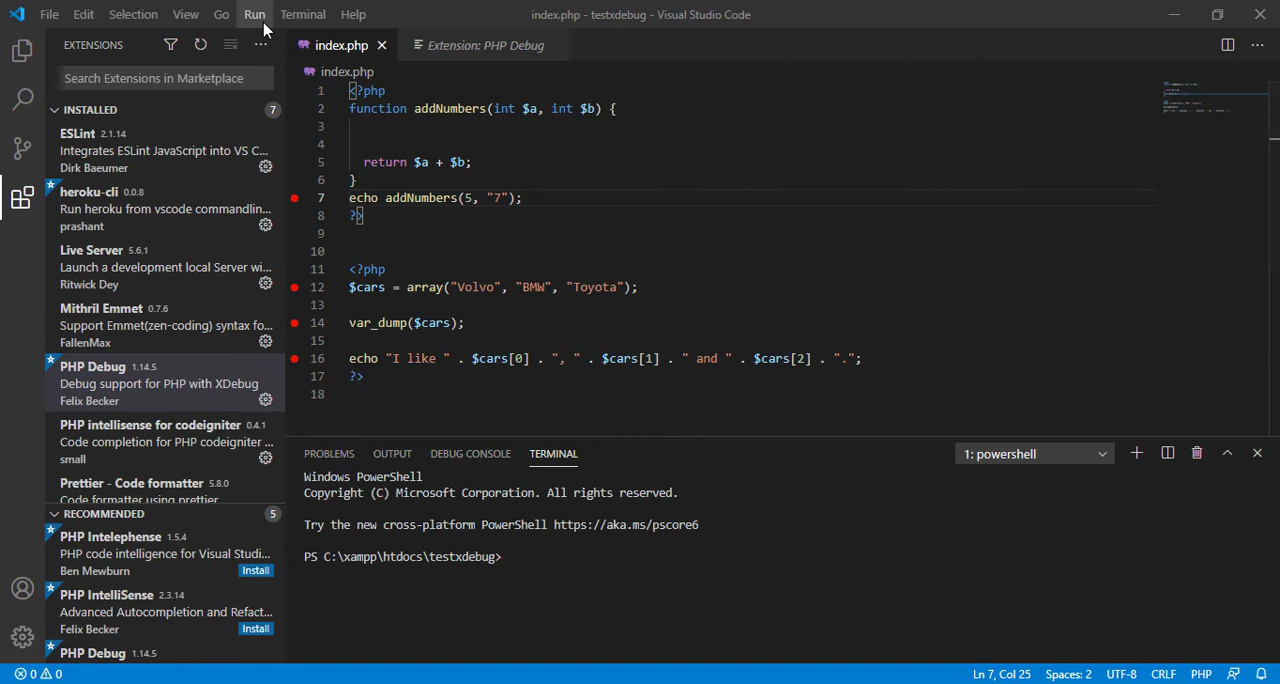 File Edit Selection View Go Run Terminal Help
index.php - testxdebug - Visual Studio Code
EXTENSIONS
Search Extensions in Marketplace
INSTALLED 7
ESLint 2.1.14
Integrates ESLint JavaScript into VS C...
Dirk Baeumer
heroku-cli 0.0.8
Run heroku from vscode commandlin...
prashant
Live Server 5.6.1
Launch a development local Server wi...
Ritwick Dey
Mithril Emmet 0.7.6
Support Emmet(zen-coding) syntax fo...
FallenMax
PHP Debug 1.14.5
Debug support for PHP with XDebug
Felix Becker
PHP intellisense for codeigniter 0.4.1
Code completion for PHP codeigniter ...
small
Prettier - Code formatter 5.8.0
Code formatter using prettier
RECOMMENDED 5
PHP Intelephense 1.5.4
PHP code intelligence for Visual Studi...
Ben Mewburn Install
PHP IntelliSense 2.3.14
Advanced Autocompletion and Refact...
Felix Becker Install
PHP Debug 1.14.5
index.php Extension: PHP Debug
index.php
1 <?php
2 function addNumbers(int $a, int $b) {
3
4
5 return $a + $b;
6 }
7 echo addNumbers(5, "7");
8 ?>
9
10
11 <?php
12 $cars = array("Volvo", "BMW", "Toyota");
13
14 var_dump($cars);
15
16 echo "I like " . $cars[0] . ", " . $cars[1] . " and " . $cars[2] . ".";
17 ?>
18
PROBLEMS OUTPUT DEBUG CONSOLE TERMINAL 1: powershell
Windows PowerShell
Copyright (C) Microsoft Corporation. All rights reserved.
Try the new cross-platform PowerShell https://aka.ms/pscore6
PS C:\xampp\htdocs\testxdebug>
0 0 Ln 7, Col 25 Spaces: 2 UTF-8 CRLF PHP